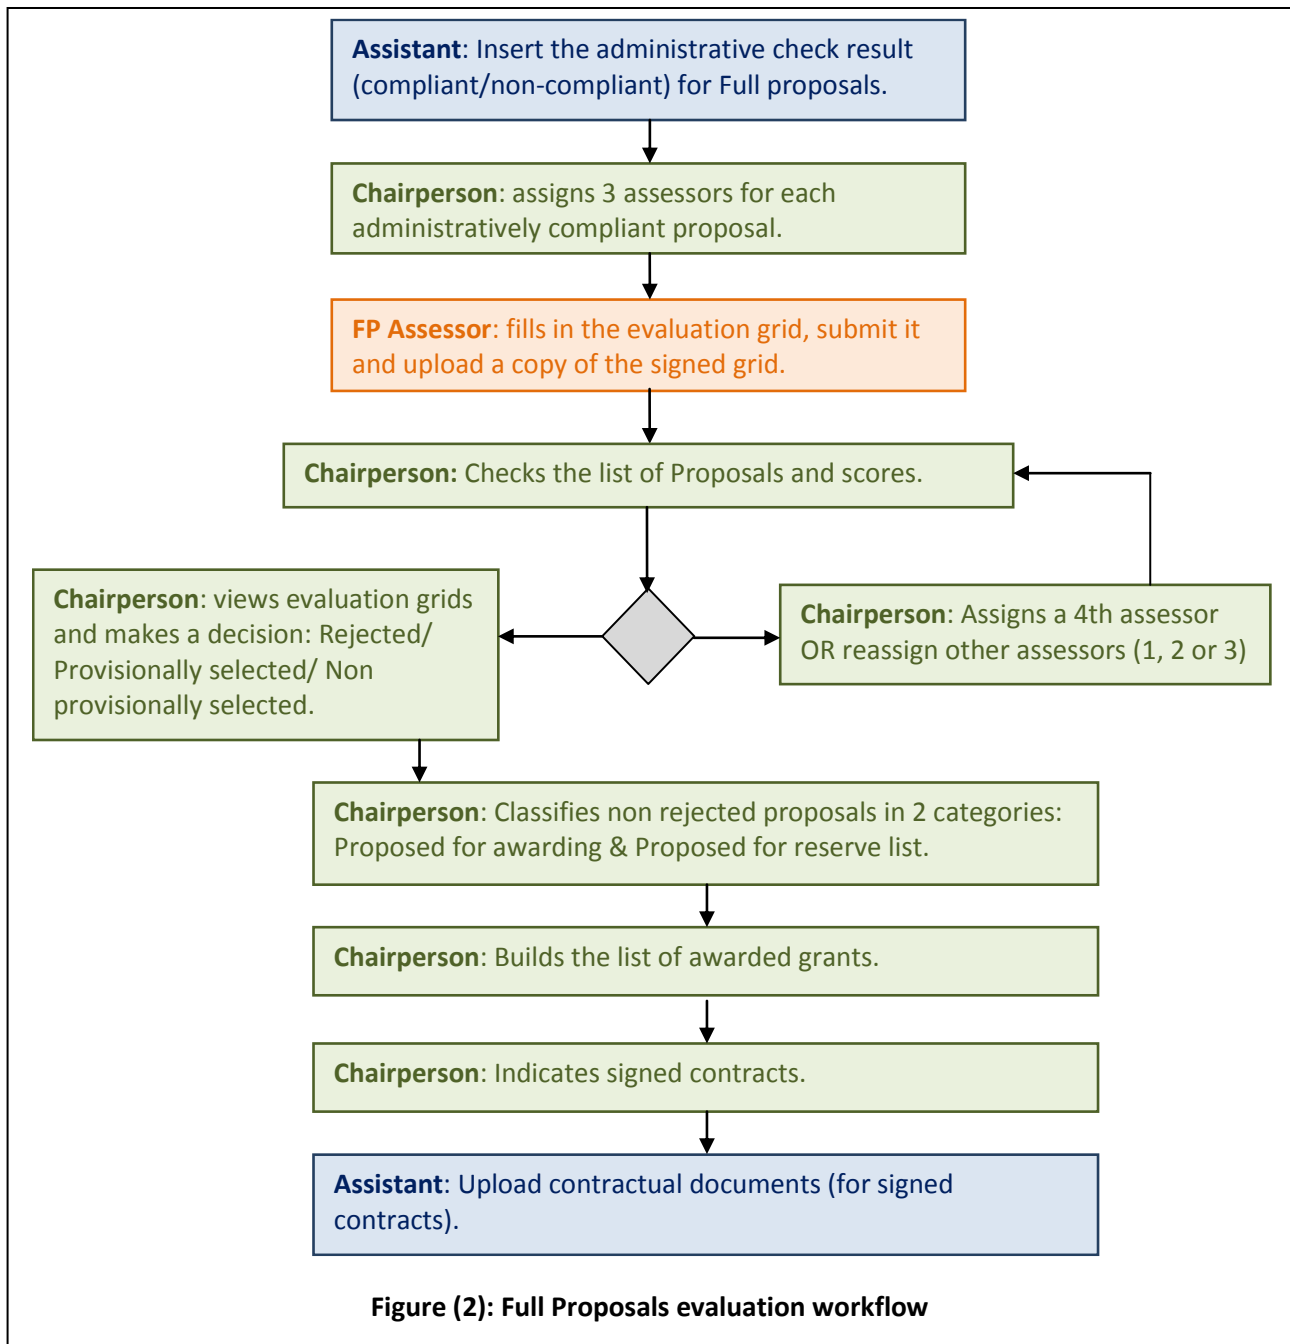 Assistant: Insert the administrative check result
(compliant/non-compliant) for Full proposals.
Chairperson: assigns 3 assessors for each
administratively compliant proposal.
FP Assessor: fills in the evaluation grid, submit it
and upload a copy of the signed grid.
Chairperson: Checks the list of Proposals and scores.
Chairperson: views evaluation grids
and makes a decision: Rejected/
Provisionally selected/ Non
provisionally selected.
Chairperson: Assigns a 4th assessor
OR reassign other assessors (1, 2 or 3)
Chairperson: Classifies non rejected proposals in 2 categories:
Proposed for awarding & Proposed for reserve list.
Chairperson: Builds the list of awarded grants.
Chairperson: Indicates signed contracts.
Assistant: Upload contractual documents (for signed
contracts).
Figure (2): Full Proposals evaluation workflow